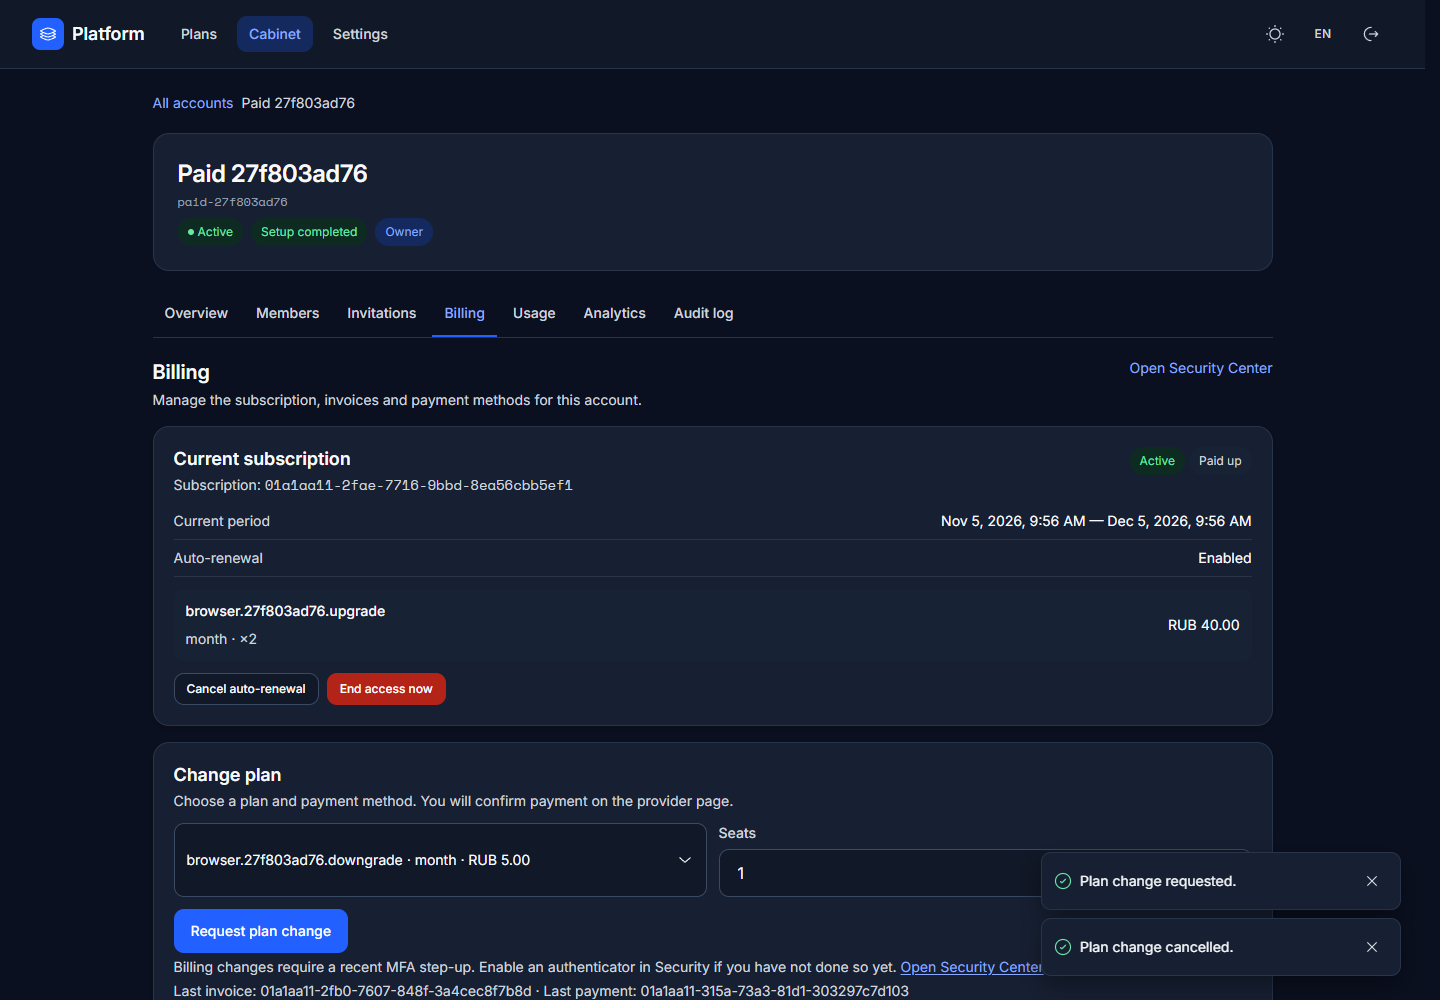 Platform
Plans
Cabinet
Settings
EN
All accounts Paid 27f803ad76
Paid 27f803ad76
paid-27f803ad76
Active
Setup completed
Owner
Overview
Members
Invitations
Billing
Usage
Analytics
Audit log
Billing
Open Security Center
Manage the subscription, invoices and payment methods for this account.
Current subscription
Active
Paid up
Subscription: 01a1aa11-2fae-7716-9bbd-8ea56cbb5ef1
Current period
Nov 5, 2026, 9:56 AM — Dec 5, 2026, 9:56 AM
Auto-renewal
Enabled
browser.27f803ad76.upgrade
month · ×2
RUB 40.00
Cancel auto-renewal
End access now
Change plan
Choose a plan and payment method. You will confirm payment on the provider page.
browser.27f803ad76.downgrade · month · RUB 5.00
Seats
1
Request plan change
Plan change requested.
Plan change cancelled.
Billing changes require a recent MFA step-up. Enable an authenticator in Security if you have not done so yet. Open Security Center
Last invoice: 01a1aa11-2fb0-7607-848f-3a4cec8f7b8d · Last payment: 01a1aa11-315a-73a3-81d1-303297c7d103